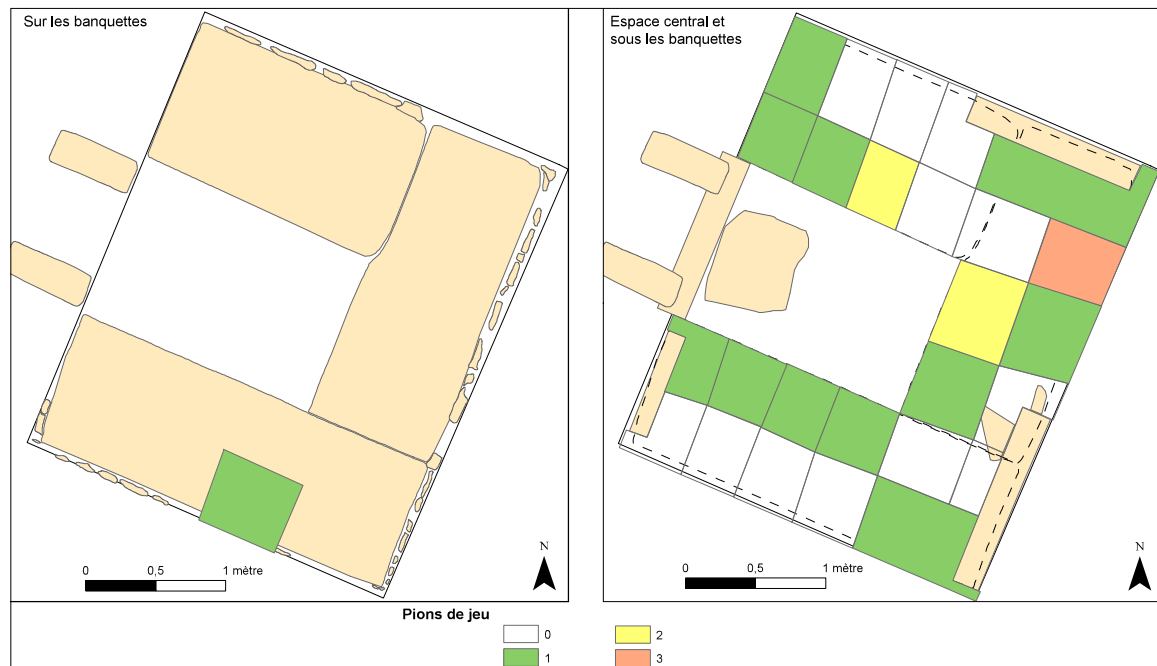 Sur les banquettes
N
0 0,5 1 mètre
Espace central et
sous les banquettes
N
0 0,5 1 mètre
Pions de jeu
0 2
1 3